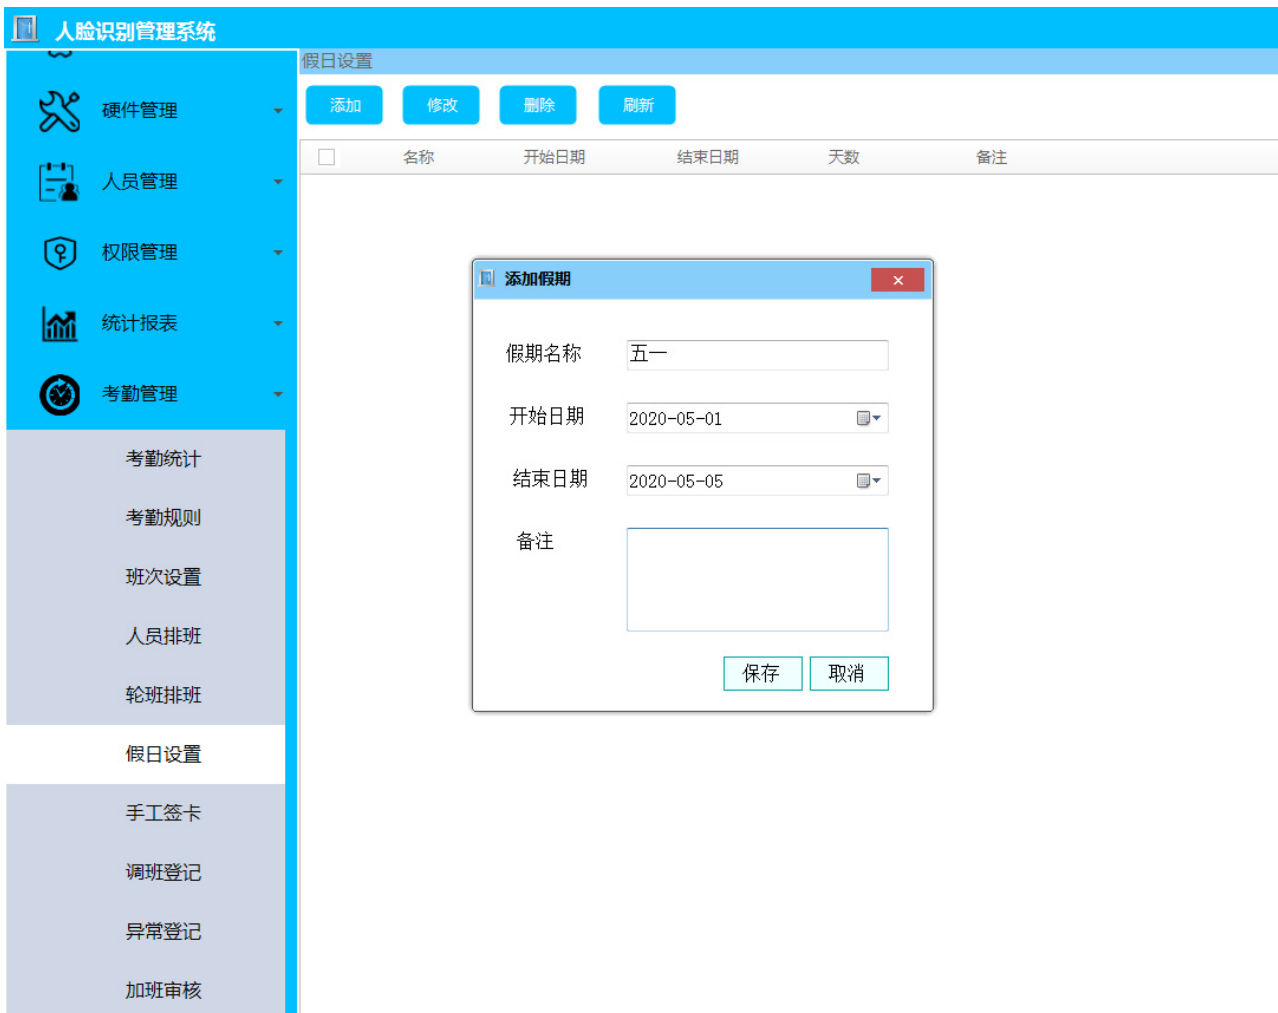 人脸识别管理系统
硬件管理
人员管理
权限管理
统计报表
考勤管理
考勤统计
考勤规则
班次设置
人员排班
轮班排班
假日设置
手工签卡
调班登记
异常登记
加班审核
假日设置
添加 修改 删除 刷新
名称 开始日期 结束日期 天数 备注
添加假期
假期名称 五一
开始日期 2020-05-01
结束日期 2020-05-05
备注
保存 取消